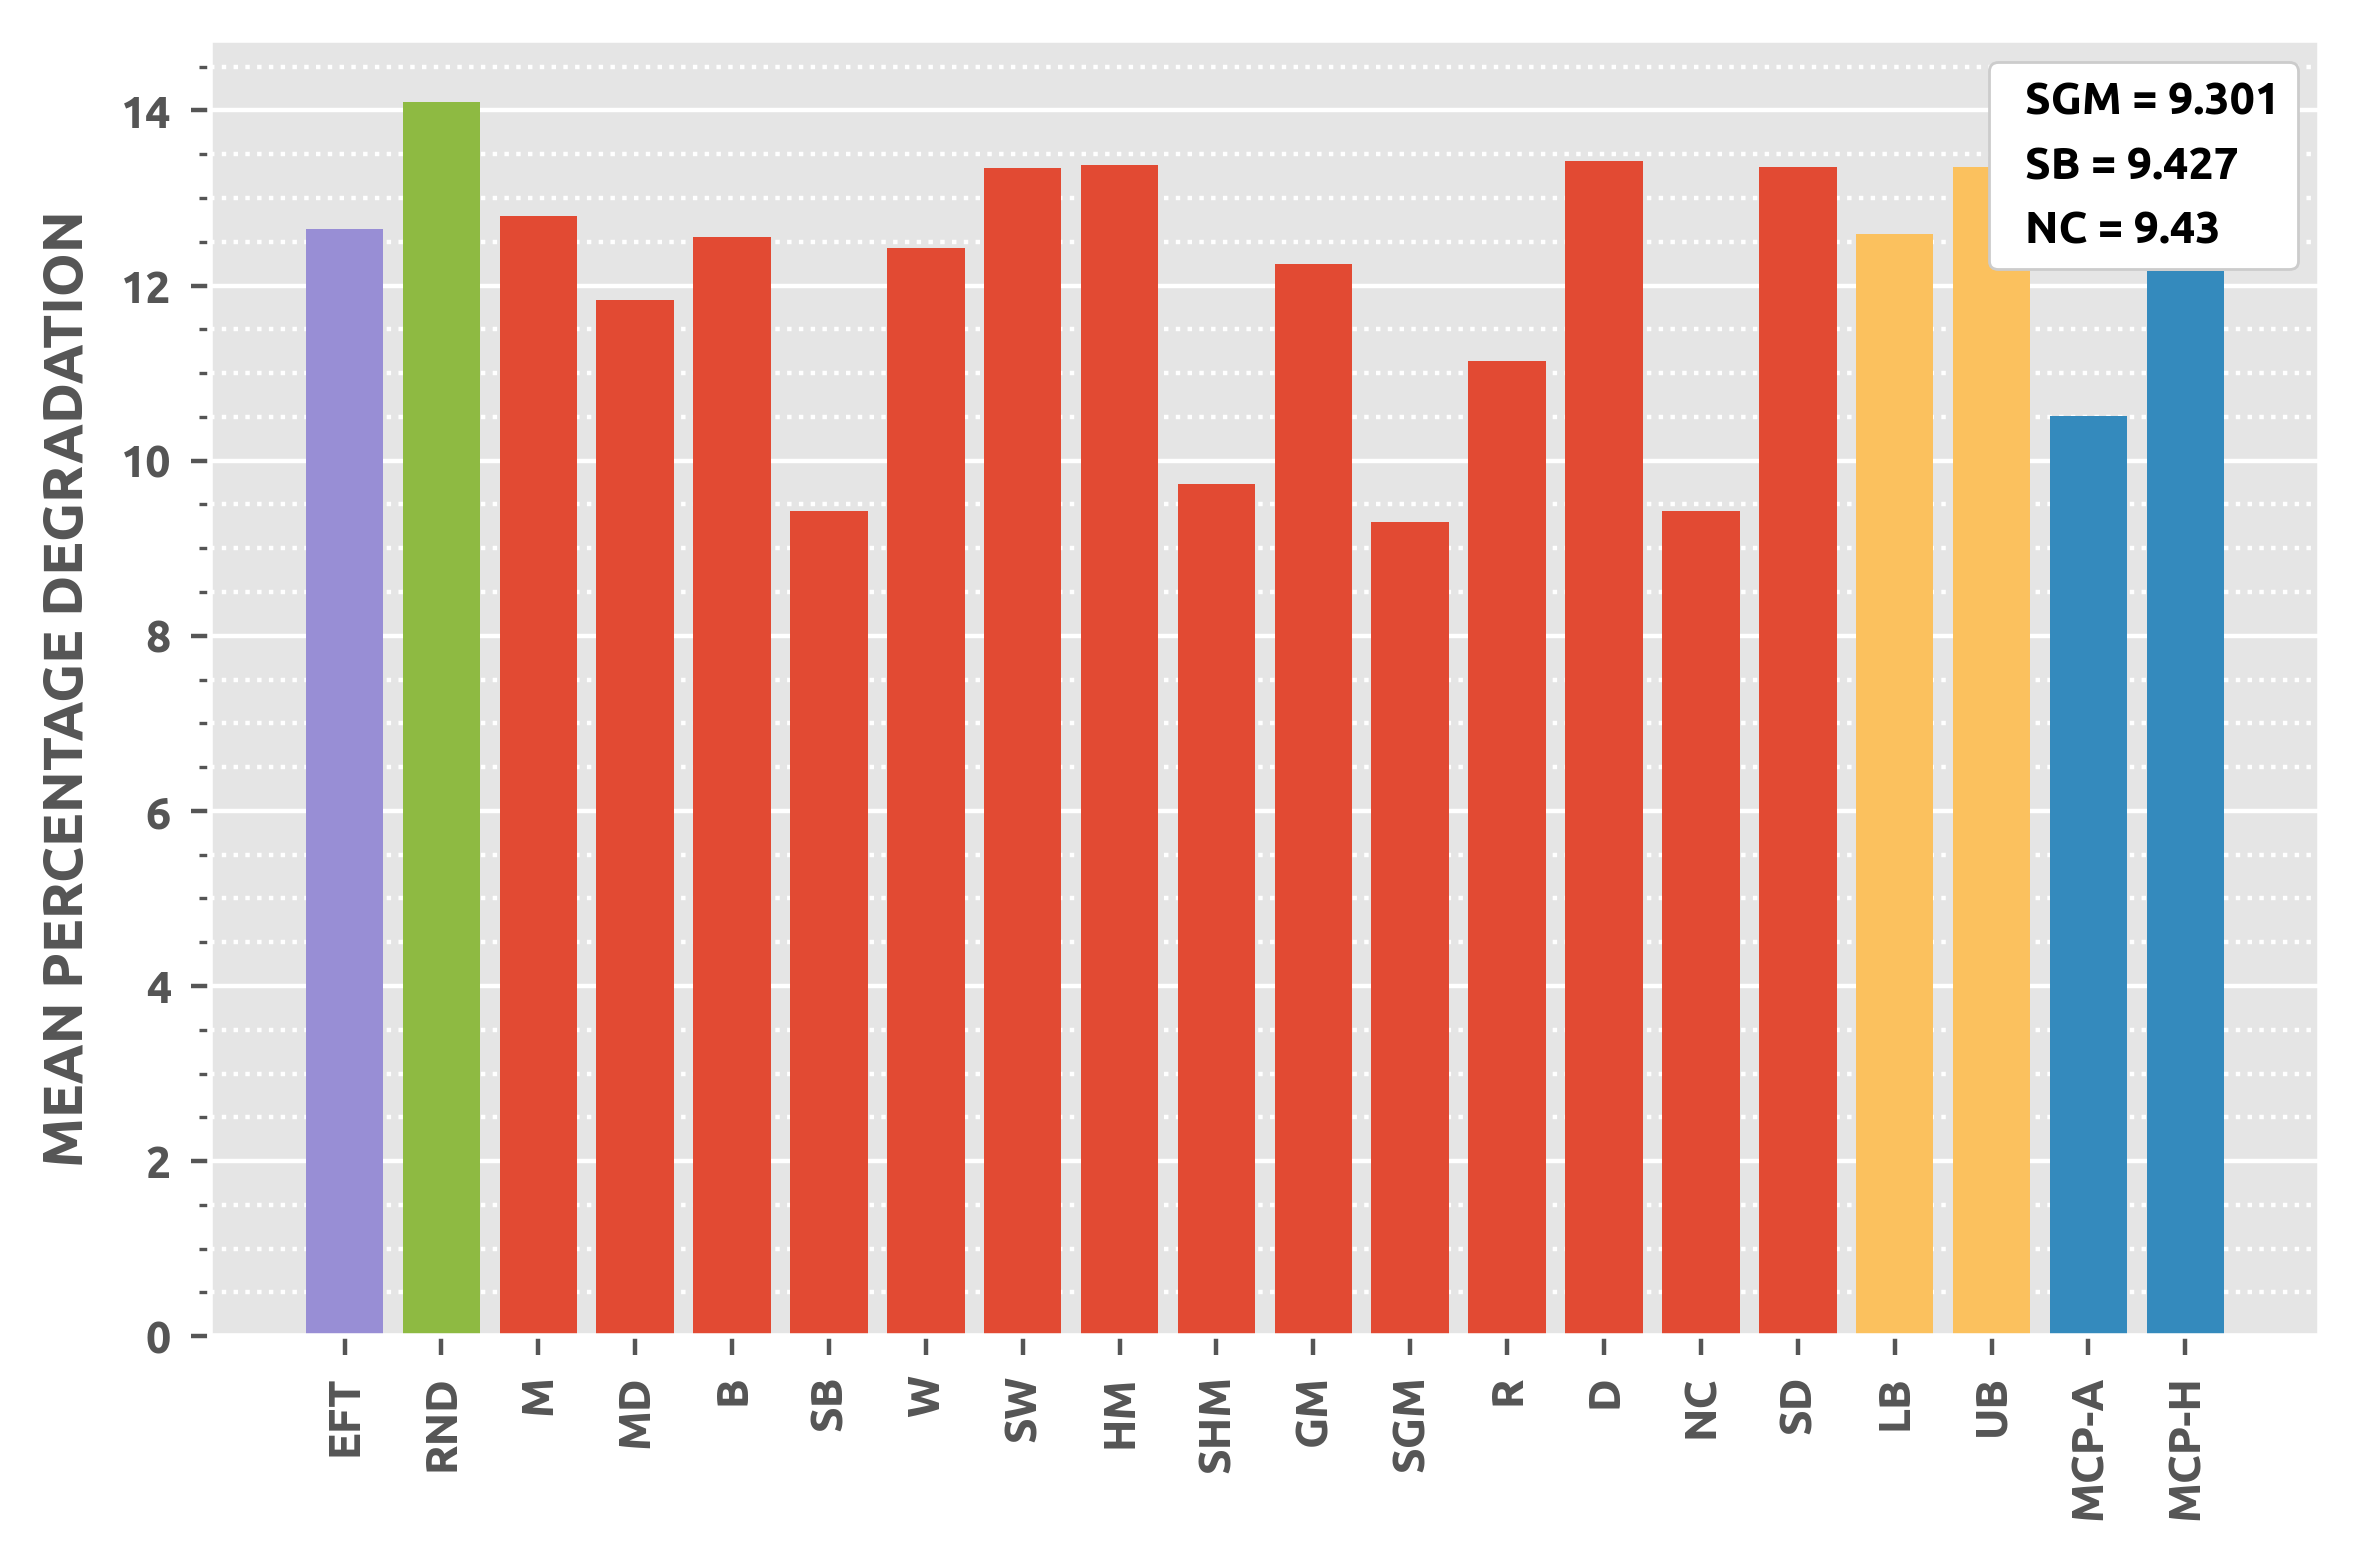 MEAN PERCENTAGE DEGRADATION
14
12
10
8
6
4
2
0
SGM = 9.301
SB = 9.427
NC = 9.43
EFT
RND
M
MD
B
SB
W
SW
HM
SHM
GM
SGM
R
D
NC
SD
LB
UB
MCP-A
MCP-H